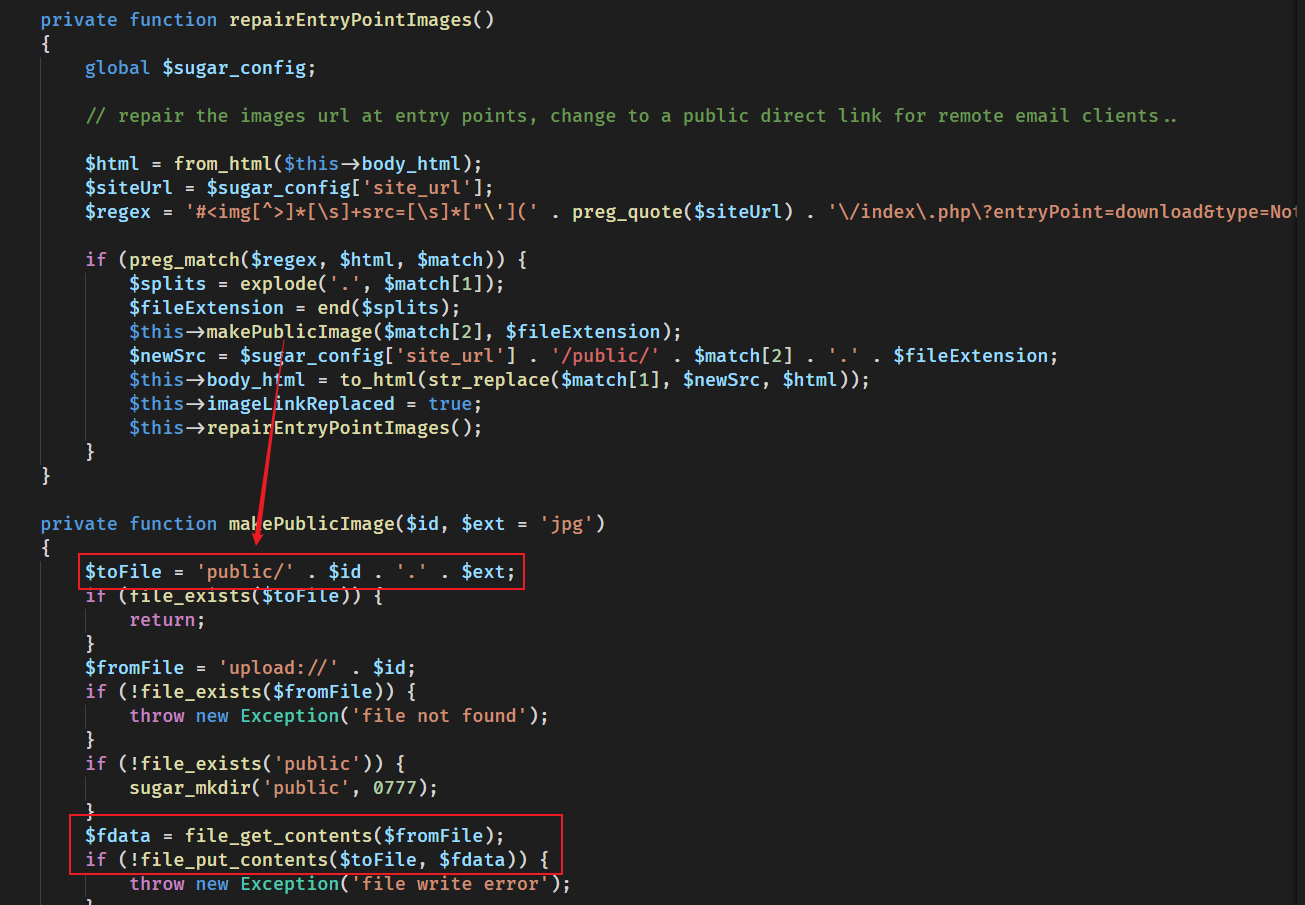 private function repairEntryPointImages()
{
global $sugar_config;
// repair the images url at entry points, change to a public direct link for remote email clients..
$html = from_html($this->body_html);
$siteUrl = $sugar_config['site_url'];
$regex = '#<img[^>]*[\s]+src=[\s]*["\'](' . preg_quote($siteUrl) . '\/index\.php\?entryPoint=download&type=Not
if (preg_match($regex, $html, $match)) {
$splits = explode('.', $match[1]);
$fileExtension = end($splits);
$this->makePublicImage($match[2], $fileExtension);
$newSrc = $sugar_config['site_url'] . '/public/' . $match[2] . '.' . $fileExtension;
$this->body_html = to_html(str_replace($match[1], $newSrc, $html));
$this->imageLinkReplaced = true;
$this->repairEntryPointImages();
}
}
private function makePublicImage($id, $ext = 'jpg')
{
$toFile = 'public/' . $id . '.' . $ext;
if (file_exists($toFile)) {
return;
}
$fromFile = 'upload://' . $id;
if (!file_exists($fromFile)) {
throw new Exception('file not found');
}
if (!file_exists('public')) {
sugar_mkdir('public', 0777);
}
$fdata = file_get_contents($fromFile);
if (!file_put_contents($toFile, $fdata)) {
throw new Exception('file write error');
}